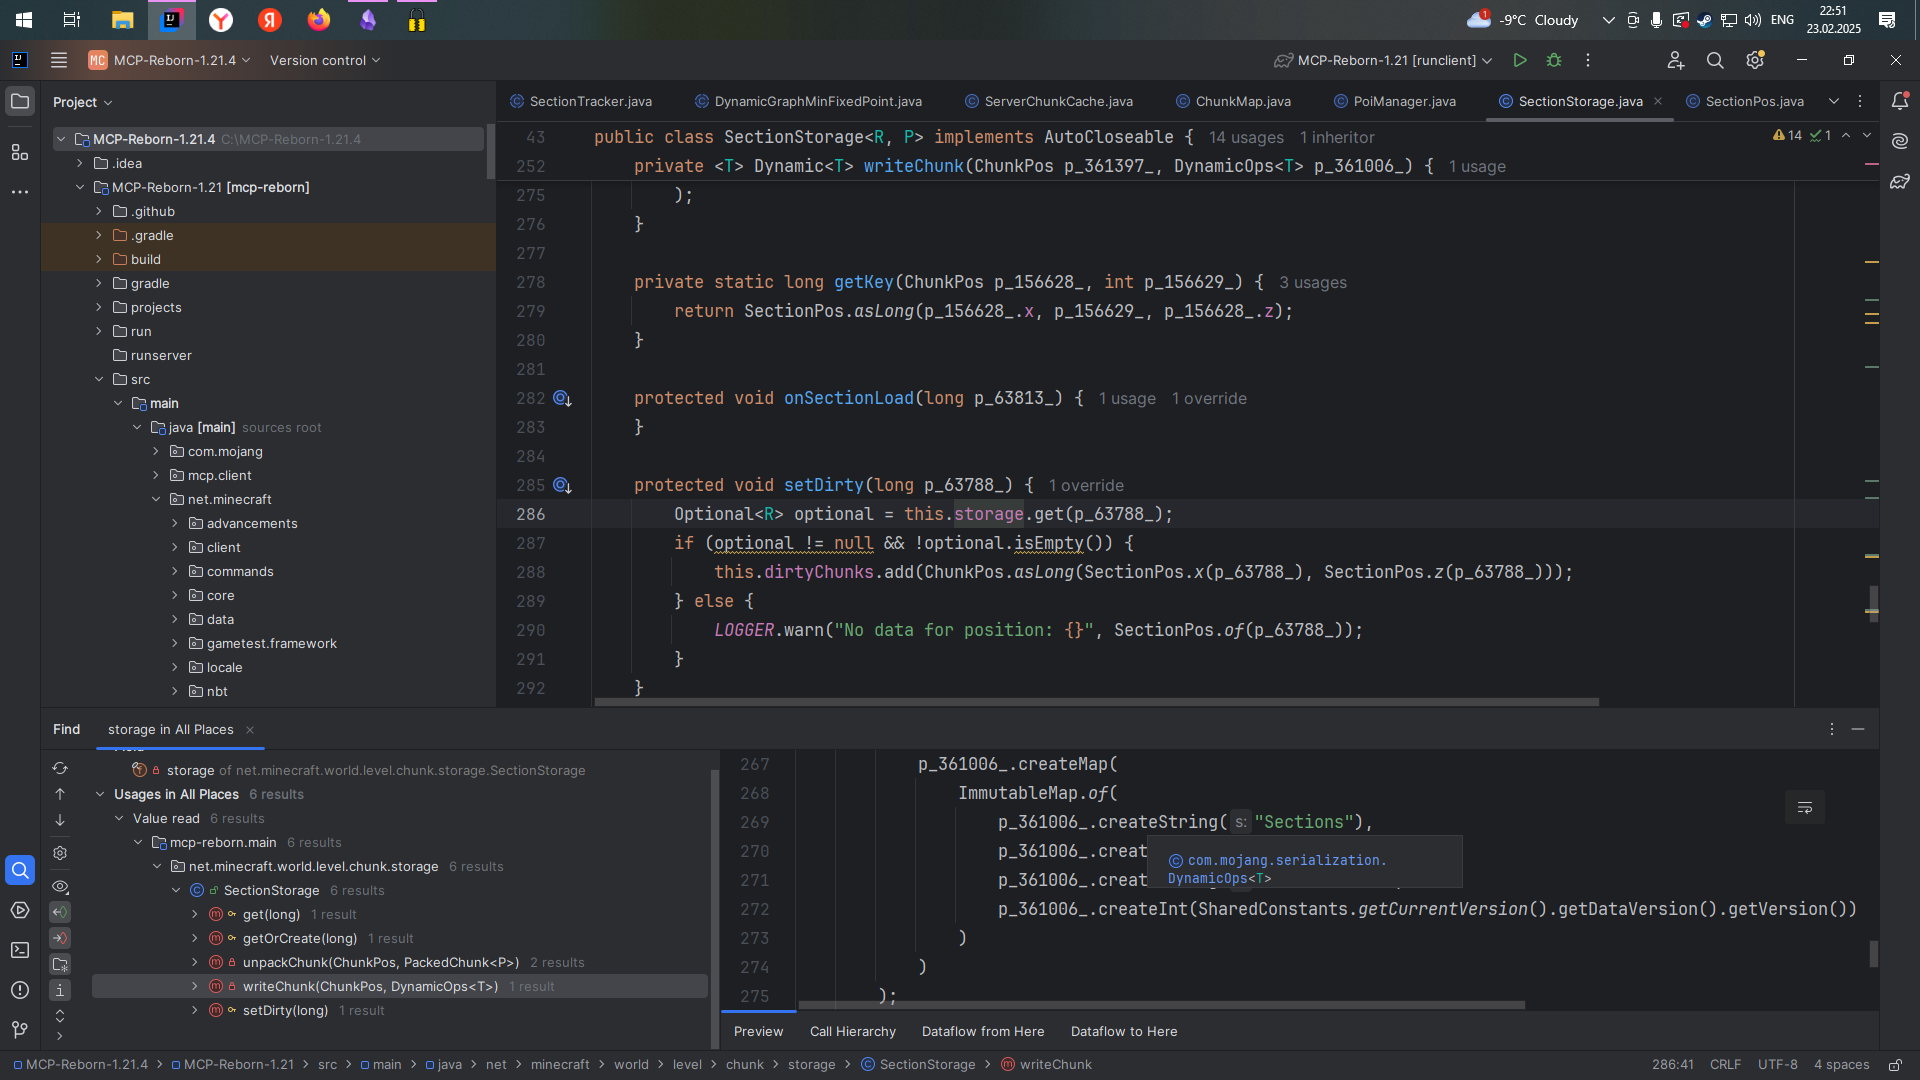 -9°C Cloudy
ENG
22:51
23.02.2025
MC MCP-Reborn-1.21.4
Version control
MCP-Reborn-1.21 [runclient]
Project
SectionTracker.java
DynamicGraphMinFixedPoint.java
ServerChunkCache.java
ChunkMap.java
PoiManager.java
SectionStorage.java
SectionPos.java
MCP-Reborn-1.21.4 C:\MCP-Reborn-1.21.4
.idea
MCP-Reborn-1.21 [mcp-reborn]
.github
.gradle
build
gradle
projects
run
runserver
src
main
java [main] sources root
com.mojang
mcp.client
net.minecraft
advancements
client
commands
core
data
gametest.framework
locale
nbt
43 public class SectionStorage<R, P> implements AutoCloseable { 14 usages 1 inheritor
14 1
252 private <T> Dynamic<T> writeChunk(ChunkPos p_361397_, DynamicOps<T> p_361006_) { 1 usage
275 );
276 }
277
278 private static long getKey(ChunkPos p_156628_, int p_156629_) { 3 usages
279 return SectionPos.asLong(p_156628_.x, p_156629_, p_156628_.z);
280 }
281
282 protected void onSectionLoad(long p_63813_) { 1 usage 1 override
283 }
284
285 protected void setDirty(long p_63788_) { 1 override
286 Optional<R> optional = this.storage.get(p_63788_);
287 if (optional != null && !optional.isEmpty()) {
288 this.dirtyChunks.add(ChunkPos.asLong(SectionPos.x(p_63788_), SectionPos.z(p_63788_)));
289 } else {
290 LOGGER.warn("No data for position: {}", SectionPos.of(p_63788_));
291 }
292 }
Find
storage in All Places
storage of net.minecraft.world.level.chunk.storage.SectionStorage
Usages in All Places 6 results
Value read 6 results
mcp-reborn.main 6 results
net.minecraft.world.level.chunk.storage 6 results
SectionStorage 6 results
get(long) 1 result
getOrCreate(long) 1 result
unpackChunk(ChunkPos, PackedChunk<P>) 2 results
writeChunk(ChunkPos, DynamicOps<T>) 1 result
setDirty(long) 1 result
267 p_361006_.createMap(
268 ImmutableMap.of(
269 p_361006_.createString( s: "Sections"),
270 p_361006_.creat
271 p_361006_.creat
272 p_361006_.createInt(SharedConstants.getCurrentVersion().getDataVersion().getVersion())
273 )
274 )
275 );
com.mojang.serialization.
DynamicOps<T>
Preview
Call Hierarchy
Dataflow from Here
Dataflow to Here
MCP-Reborn-1.21.4 > MCP-Reborn-1.21 > src > main > java > net > minecraft > world > level > chunk > storage > SectionStorage > writeChunk
286:41
CRLF
UTF-8
4 spaces